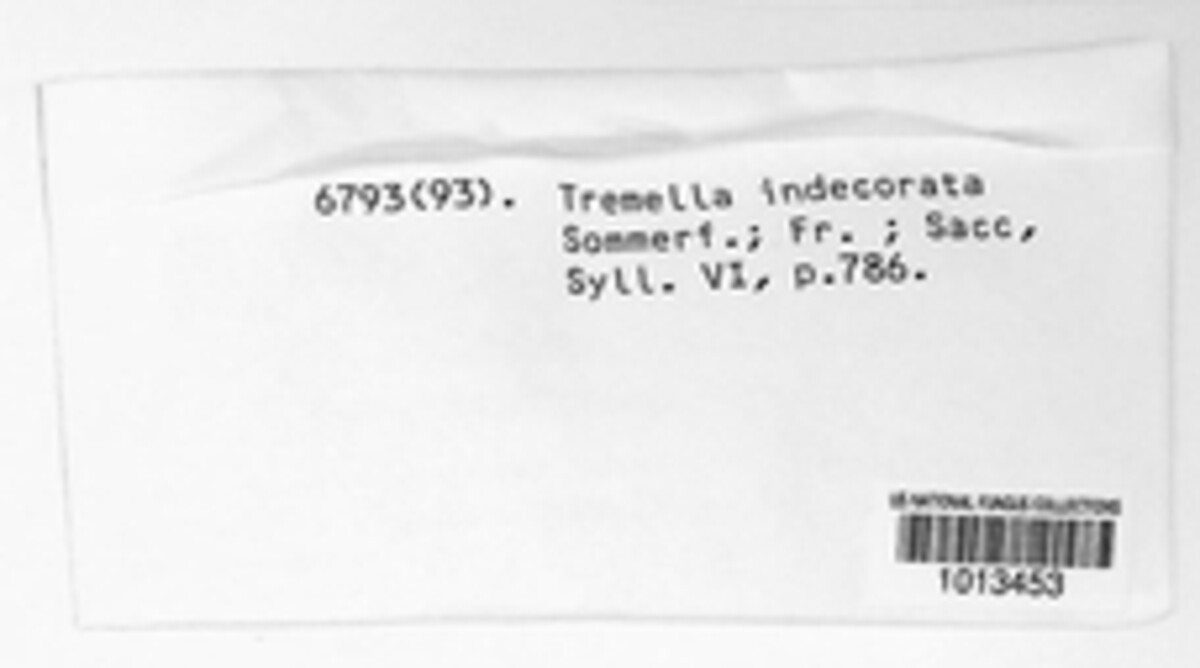 6793(93). Tremella indecorata
Sommerf.; Fr. ; Sacc,
Syll. VI, p.786.
US NATIONAL FUNGUS COLLECTIONS
1013453